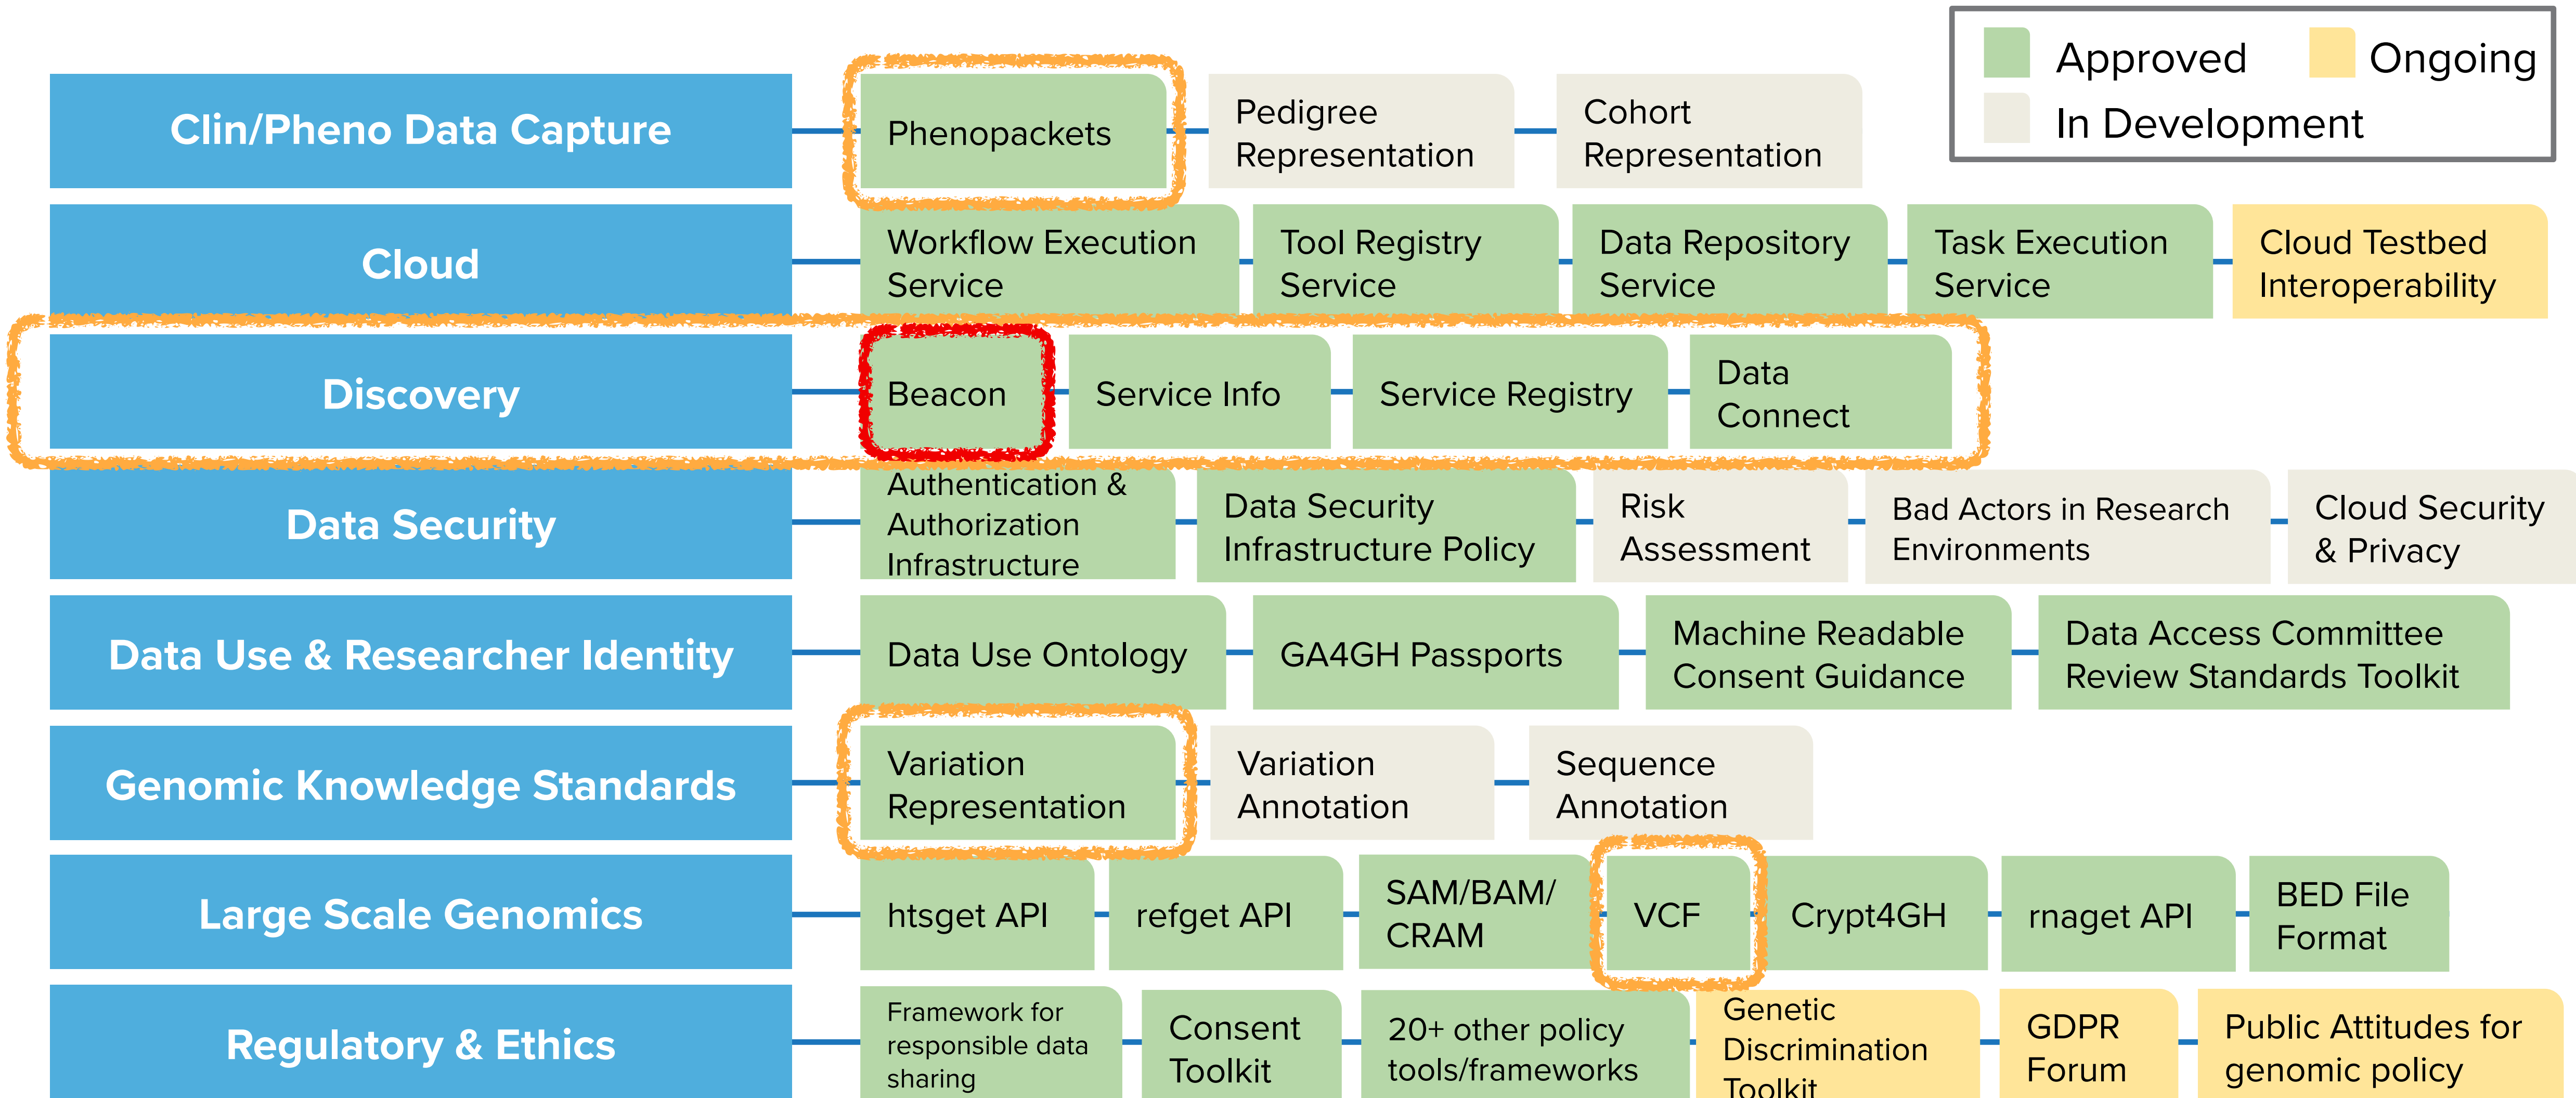 Approved
Ongoing
In Development
Clin/Pheno Data Capture
Phenopackets
Pedigree
Representation
Cohort
Representation
Cloud
Workflow Execution
Service
Tool Registry
Service
Data Repository
Service
Task Execution
Service
Cloud Testbed
Interoperability
Discovery
Beacon
Service Info
Service Registry
Data
Connect
Data Security
Authentication &
Authorization
Infrastructure
Data Security
Infrastructure Policy
Risk
Assessment
Bad Actors in Research
Environments
Cloud Security
& Privacy
Data Use & Researcher Identity
Data Use Ontology
GA4GH Passports
Machine Readable
Consent Guidance
Data Access Committee
Review Standards Toolkit
Genomic Knowledge Standards
Variation
Representation
Variation
Annotation
Sequence
Annotation
Large Scale Genomics
htsget API
refget API
SAM/BAM/
CRAM
VCF
Crypt4GH
rnaget API
BED File
Format
Regulatory & Ethics
Framework for
responsible data
sharing
Consent
Toolkit
20+ other policy
tools/frameworks
Genetic
Discrimination
Toolkit
GDPR
Forum
Public Attitudes for
genomic policy